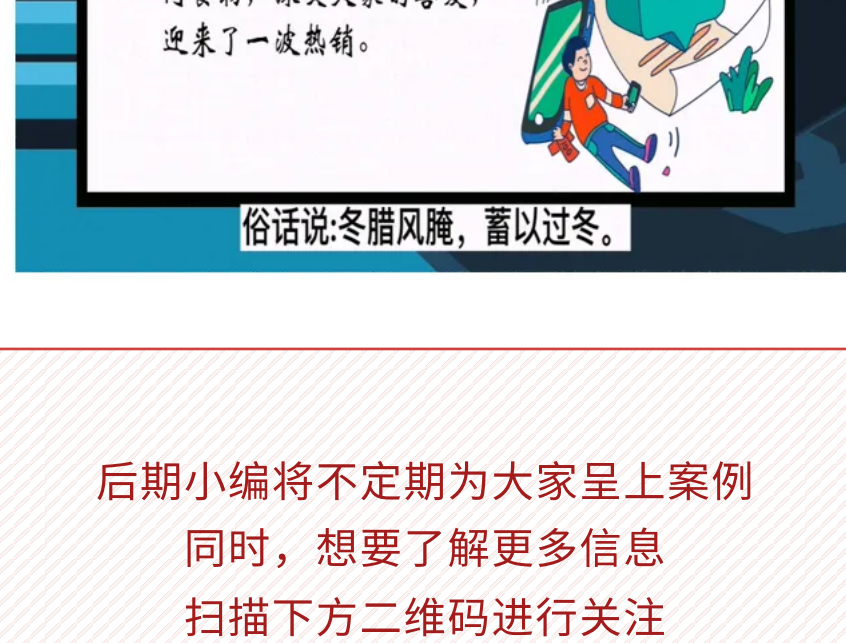 迎来了一波热销。
俗话说:冬腊风腌，蓄以过冬。
后期小编将不定期为大家呈上案例
同时，想要了解更多信息
扫描下方二维码进行关注